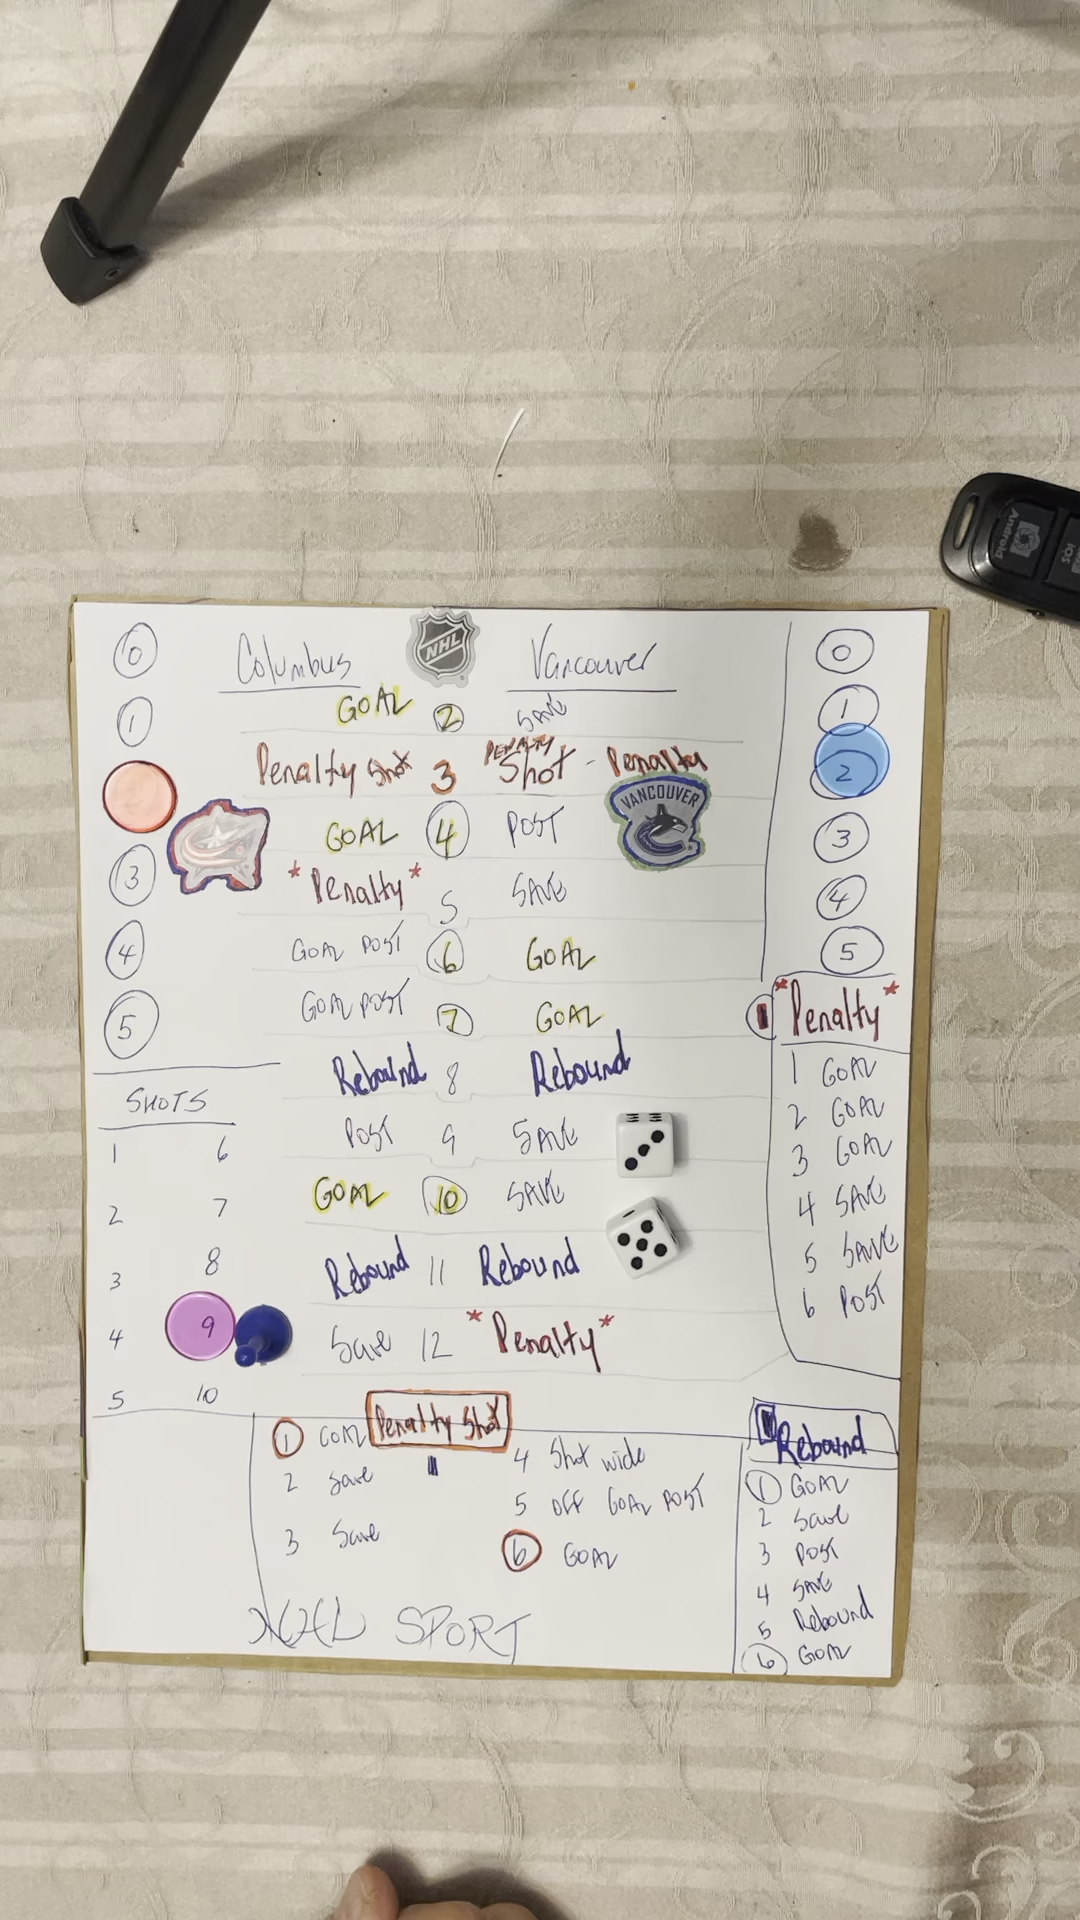 0 Columbus NHL Vancouver 0
GOAL 2 SAVE 1
Penalty Shot 3 PENALTY Shot - Penalty
2 VANCOUVER 2
GOAL 4 POST 3
3 *Penalty* 5 SAVE 4
4 GOAL POST 6 GOAL 5
5 GOAL POST 7 GOAL
Rebound 8 Rebound
POST 9 SAVE
GOAL 10 SAVE
Rebound 11 Rebound
Save 12 *Penalty*
1
SHOTS
1 6
2 7
3 8
4 9
5 10
*Penalty*
1 GOAL
2 GOAL
3 GOAL
4 SAVE
5 SAVE
6 POST
Penalty Shot
1 GOAL
2 Save
3 Save
4 Shot wide
5 OFF GOAL POST
6 GOAL
Rebound
1 GOAL
2 Save
3 POST
4 SAVE
5 Rebound
6 GOAL
NHL SPORT
Android
iOS